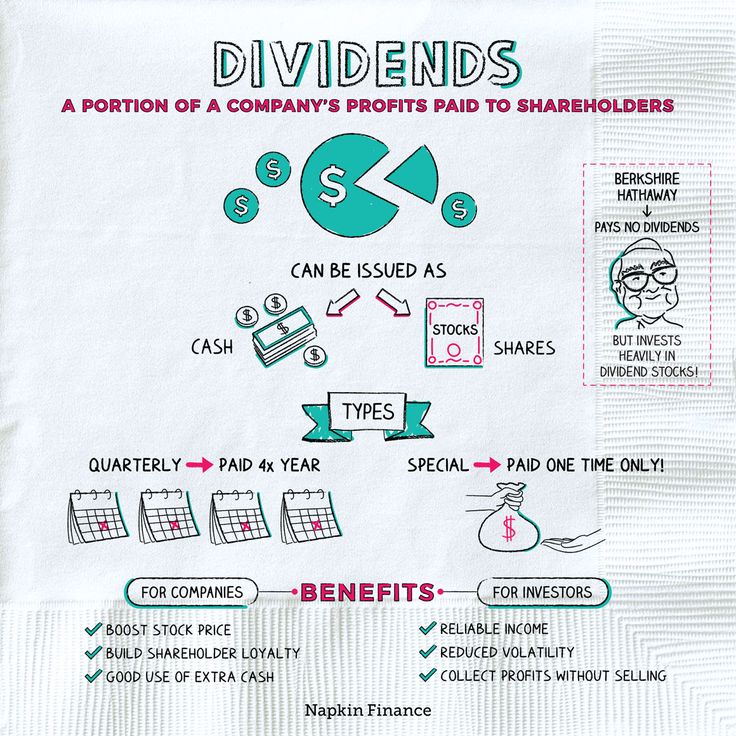 DIVIDENDS
A PORTION OF A COMPANY'S PROFITS PAID TO SHAREHOLDERS
$
$
$
$
BERKSHIRE
HATHAWAY
PAYS NO DIVIDENDS
BUT INVESTS
HEAVILY IN
DIVIDEND STOCKS!
CAN BE ISSUED AS
CASH
$
$
$
$
STOCKS
SHARES
TYPES
QUARTERLY → PAID 4x YEAR
SPECIAL → PAID ONE TIME ONLY!
$
BENEFITS
FOR COMPANIES
✓ BOOST STOCK PRICE
✓ BUILD SHAREHOLDER LOYALTY
✓ GOOD USE OF EXTRA CASH
FOR INVESTORS
✓ RELIABLE INCOME
✓ REDUCED VOLATILITY
✓ COLLECT PROFITS WITHOUT SELLING
Napkin Finance